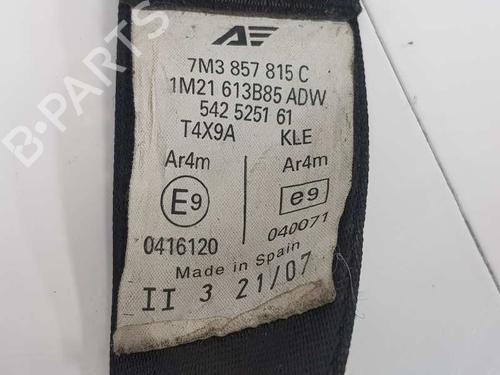 B-PARTS
7M3 857 815 C
1M21 613B85 ADW
542 5251 61
T4X9A KLE
Ar4m Ar4m
E9 e9
0416120 040071
Made in Spain
II 3 21/07